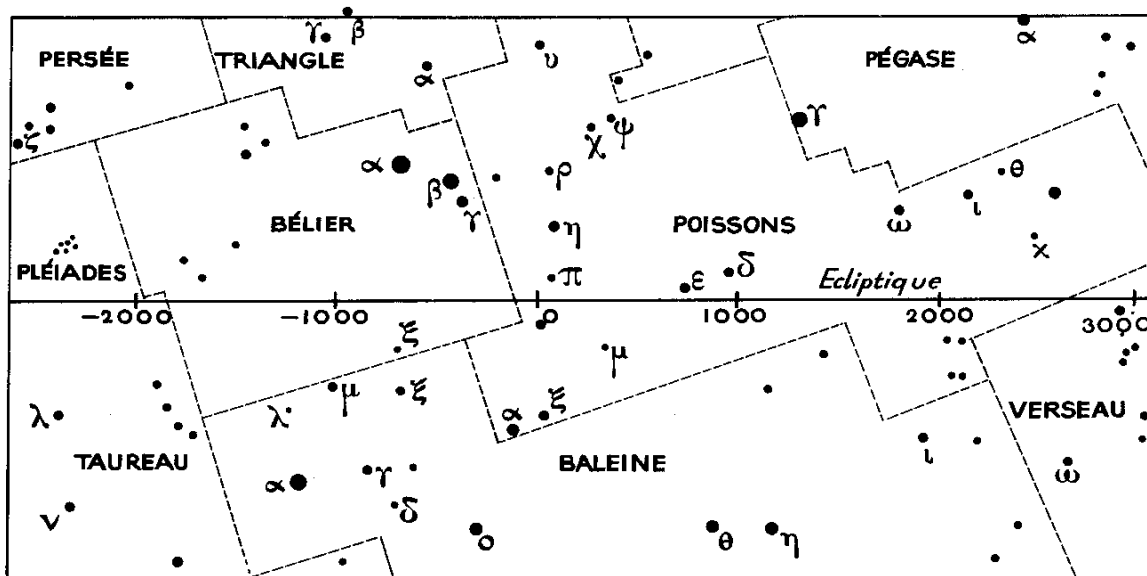 γ β
α
PERSÉE TRIANGLE α υ PÉGASE
ζ χ ψ γ
α β γ ρ θ
BÉLIER η POISSONS ω ι
χ
PLÉIADES π ε δ Ecliptique
−2000 −1000 0 1000 2000 3000
ξ μ
λ λ μ ξ α ξ VERSEAU
TAUREAU α γ BALEINE ι ω
ν δ ο θ η